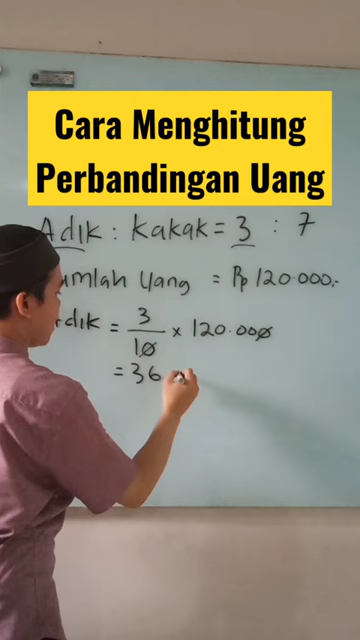 Cara Menghitung
Perbandingan Uang
Adik : Kakak = 3 : 7
umlah Uang = Rp 120.000,-
dik = 3/10 × 120.000
= 36